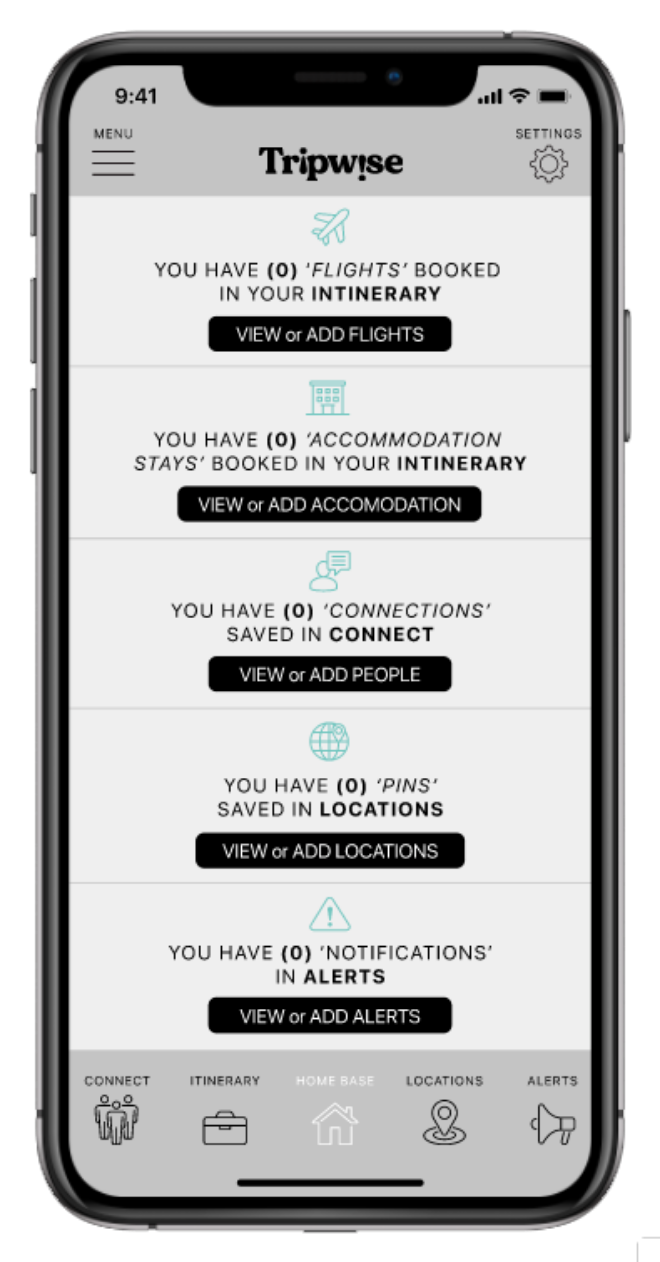 9:41
MENU
SETTINGS
Tripwise
YOU HAVE (0) 'FLIGHTS' BOOKED
IN YOUR INTINERARY
VIEW or ADD FLIGHTS
YOU HAVE (0) 'ACCOMMODATION
STAYS' BOOKED IN YOUR INTINERARY
VIEW or ADD ACCOMODATION
YOU HAVE (0) 'CONNECTIONS'
SAVED IN CONNECT
VIEW or ADD PEOPLE
YOU HAVE (0) 'PINS'
SAVED IN LOCATIONS
VIEW or ADD LOCATIONS
YOU HAVE (0) 'NOTIFICATIONS'
IN ALERTS
VIEW or ADD ALERTS
CONNECT ITINERARY HOME BASE LOCATIONS ALERTS